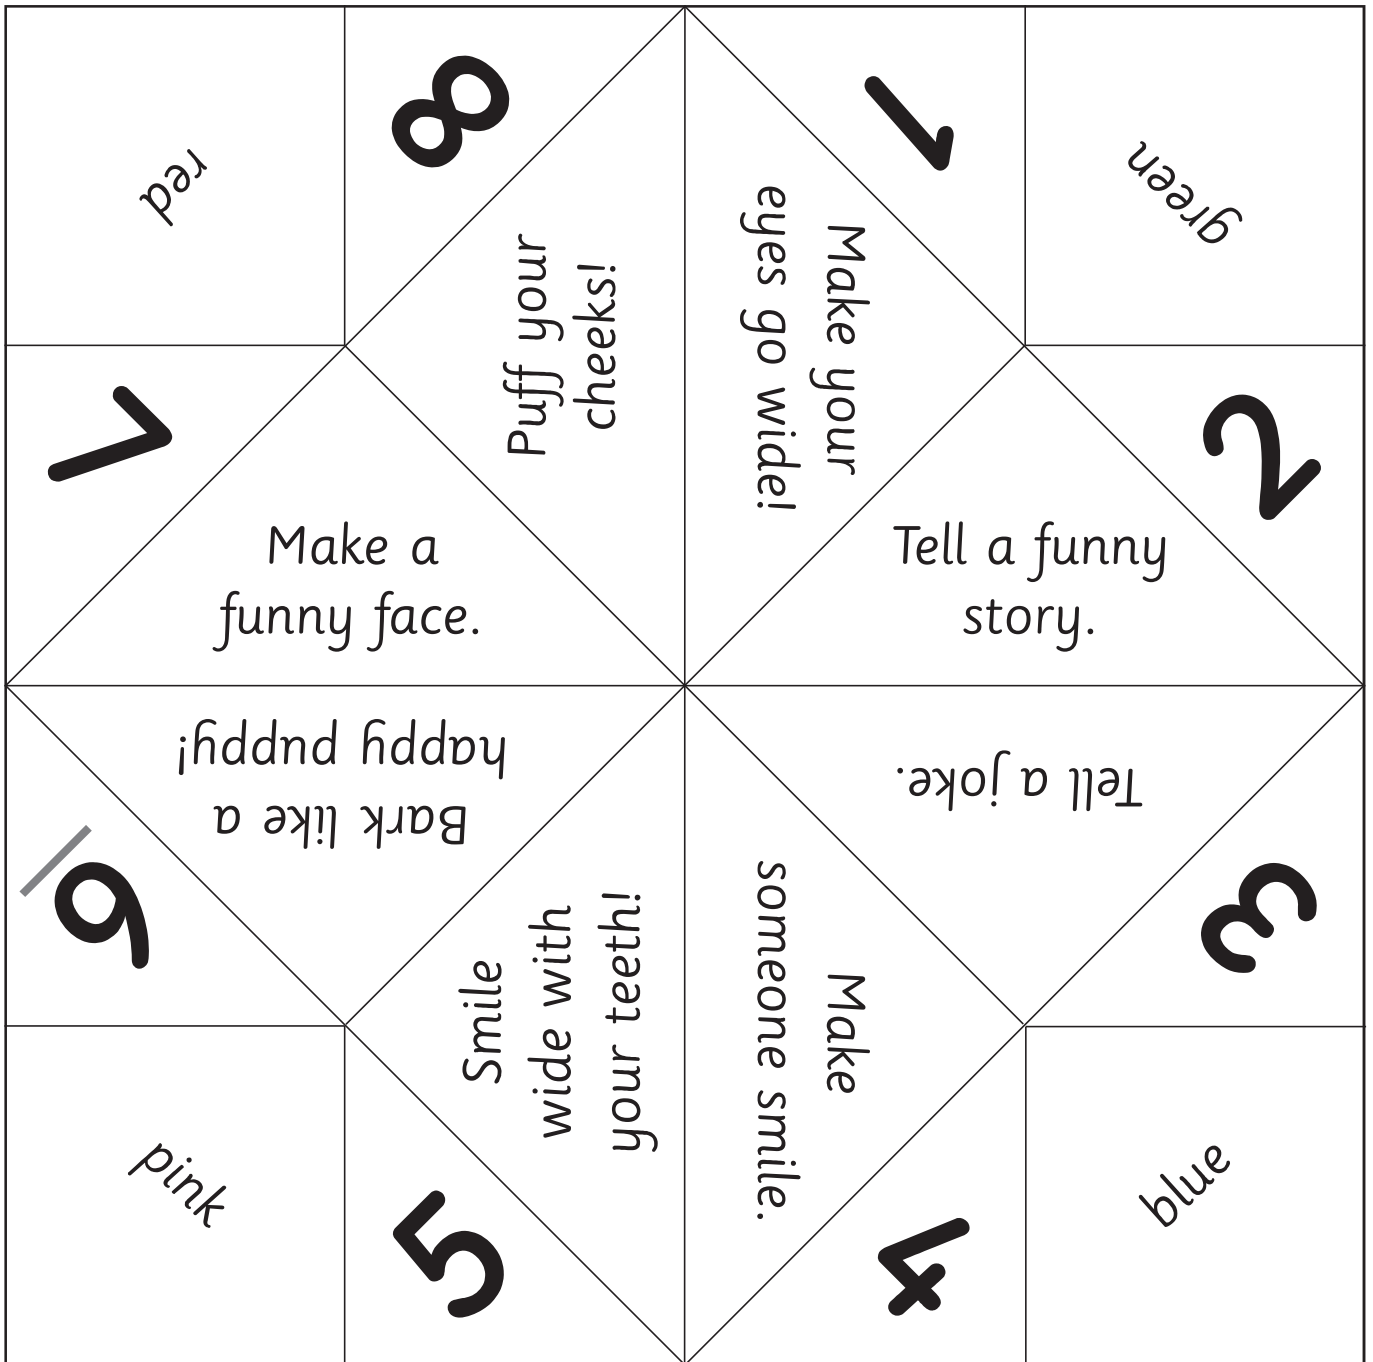 red
8
1
green
Puff your
cheeks!
Make your
eyes go wide!
7
2
Make a
funny face.
Tell a funny
story.
Bark like a
happy puppy!
Tell a joke.
6
3
Smile
wide with
your teeth!
Make
someone smile.
pink
5
4
blue